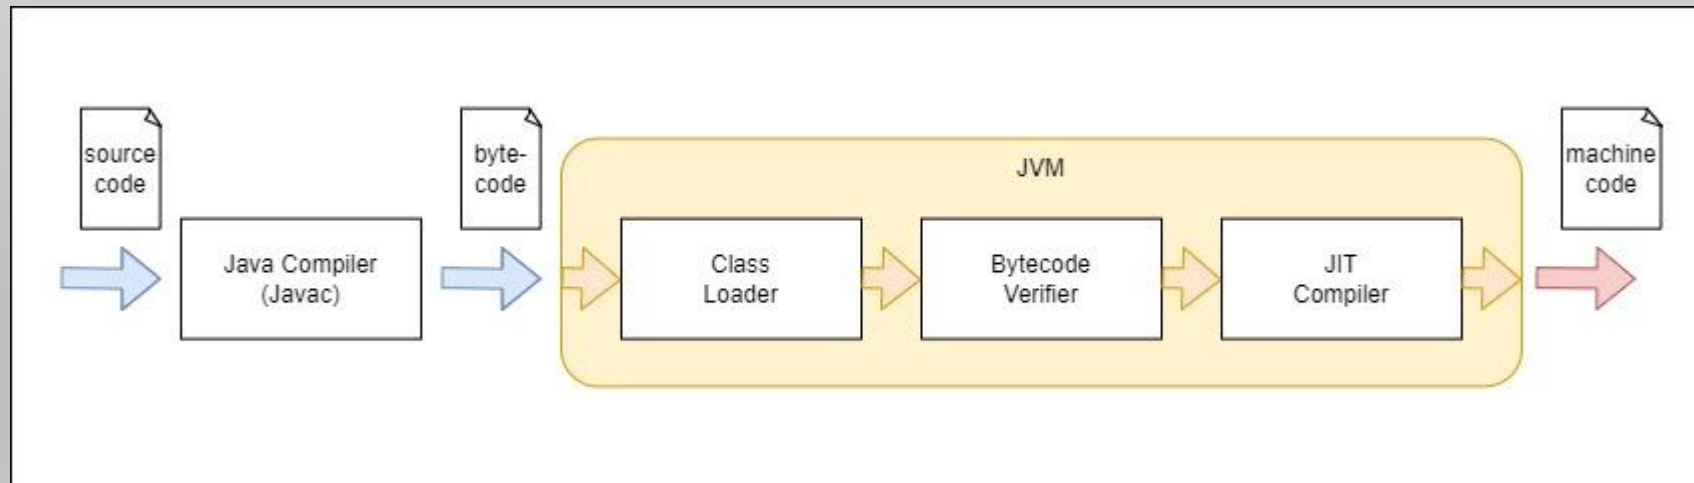 source
code
Java Compiler
(Javac)
byte-
code
JVM
Class
Loader
Bytecode
Verifier
JIT
Compiler
machine
code